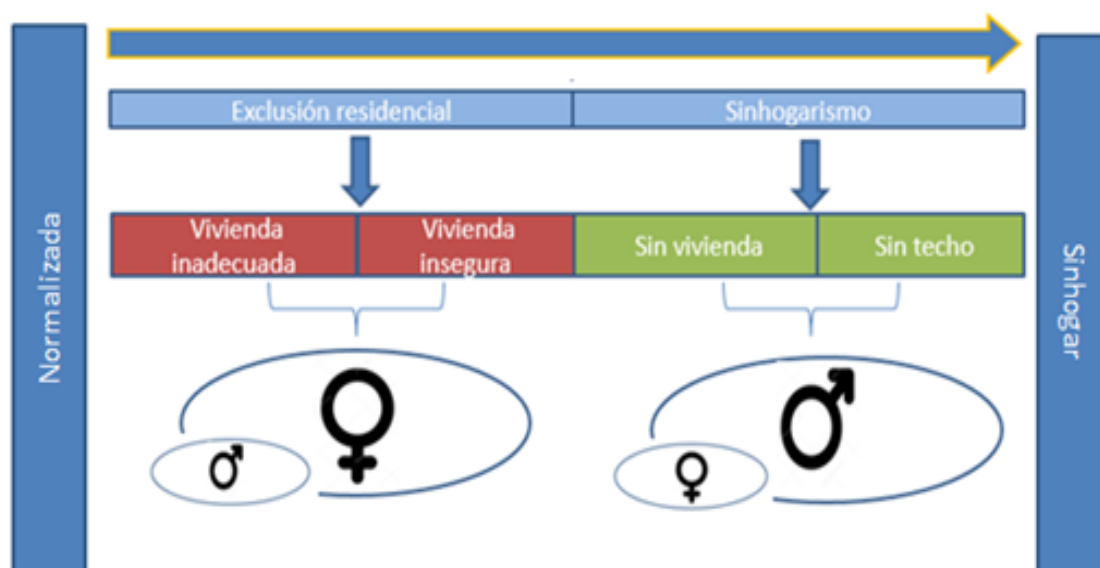 Normalizada
Exclusión residencial
Sinhogarismo
Vivienda
inadecuada
Vivienda
insegura
Sin vivienda
Sin techo
Sinhogar